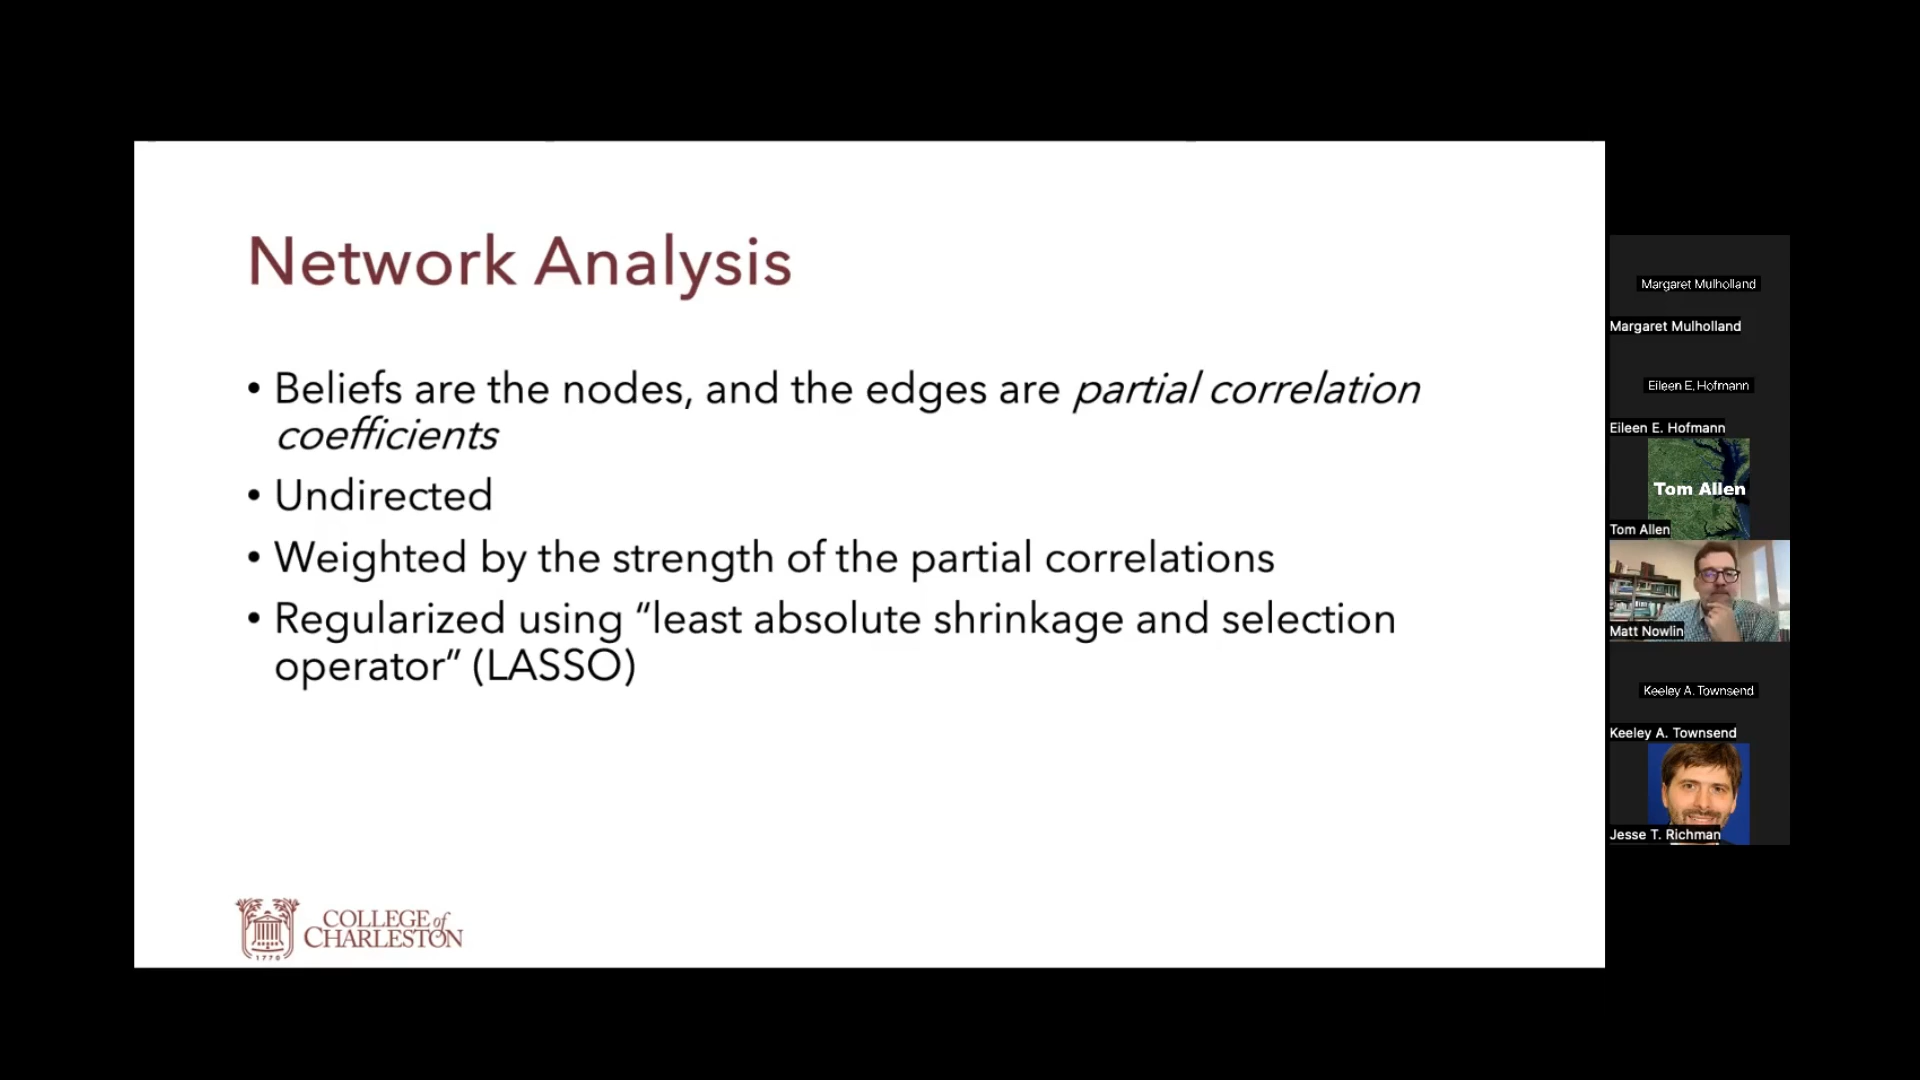 Network Analysis
• Beliefs are the nodes, and the edges are partial correlation
coefficients
• Undirected
• Weighted by the strength of the partial correlations
• Regularized using “least absolute shrinkage and selection
operator” (LASSO)
COLLEGE of
CHARLESTON
1770
Margaret Mulholland
Margaret Mulholland
Eileen E. Hofmann
Eileen E. Hofmann
Tom Allen
Tom Allen
Matt Nowlin
Keeley A. Townsend
Keeley A. Townsend
Jesse T. Richman